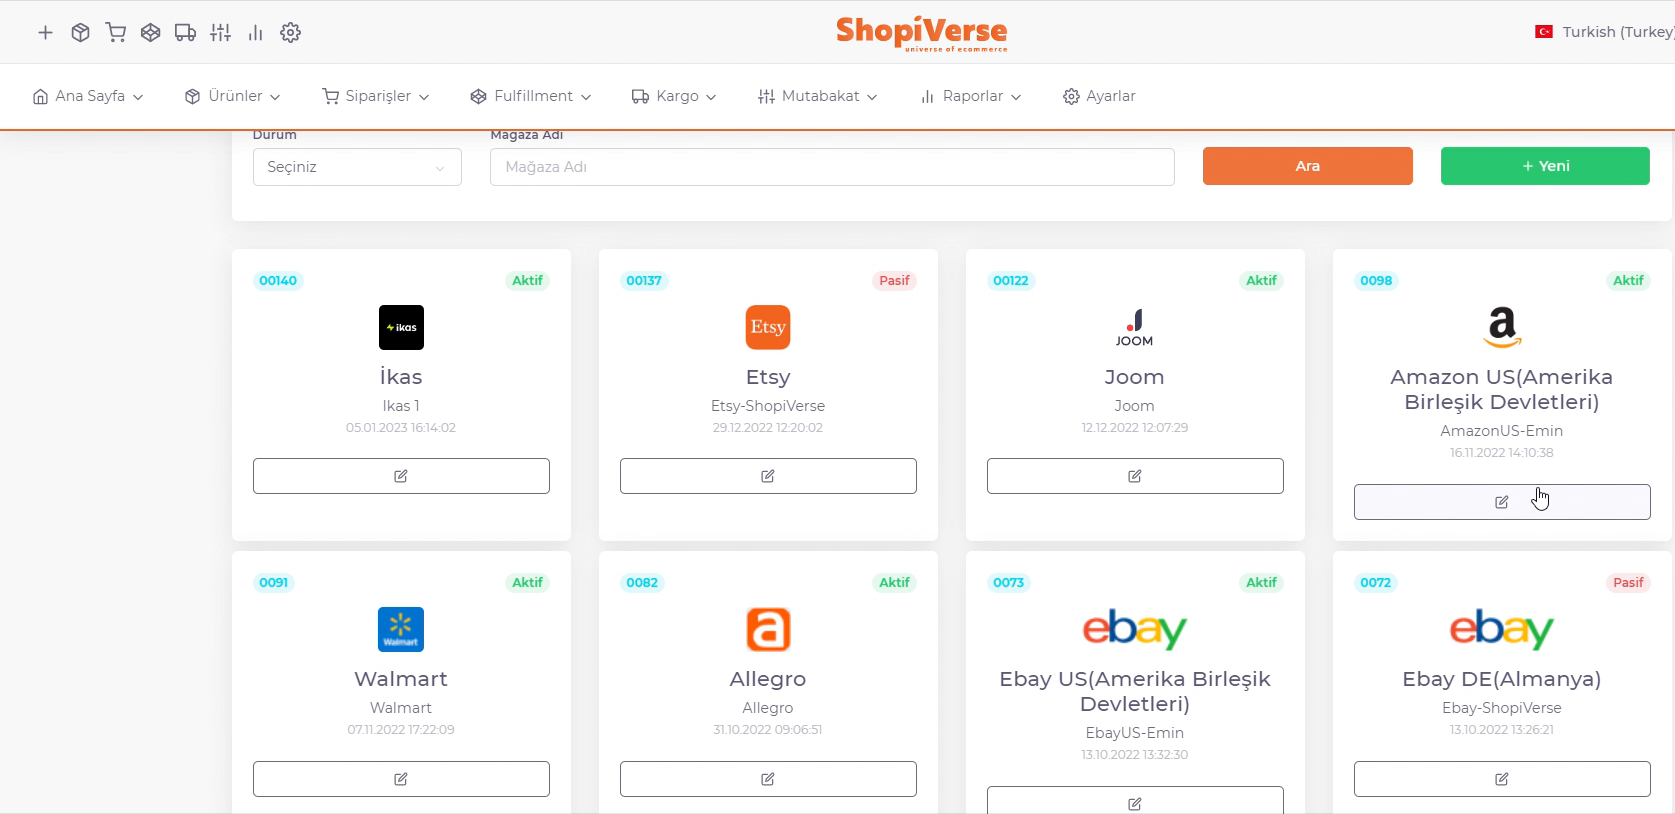 ShopiVerse
universe of ecommerce
Turkish (Turkey)
Ana Sayfa
Ürünler
Siparişler
Fulfillment
Kargo
Mutabakat
Raporlar
Ayarlar
Durum
Mağaza Adı
Seçiniz
Mağaza Adı
Ara
+ Yeni
00140
Aktif
ikas
İkas
Ikas 1
05.01.2023 16:14:02
00137
Pasif
Etsy
Etsy
Etsy-ShopiVerse
29.12.2022 12:20:02
00122
Aktif
JOOM
Joom
Joom
12.12.2022 12:07:29
0098
Aktif
a
Amazon US(Amerika
Birleşik Devletleri)
AmazonUS-Emin
16.11.2022 14:10:38
0091
Aktif
Walmart
Walmart
Walmart
07.11.2022 17:22:09
0082
Aktif
a
Allegro
Allegro
31.10.2022 09:06:51
0073
Aktif
ebay
Ebay US(Amerika Birleşik
Devletleri)
EbayUS-Emin
13.10.2022 13:32:30
0072
Pasif
ebay
Ebay DE(Almanya)
Ebay-ShopiVerse
13.10.2022 13:26:21